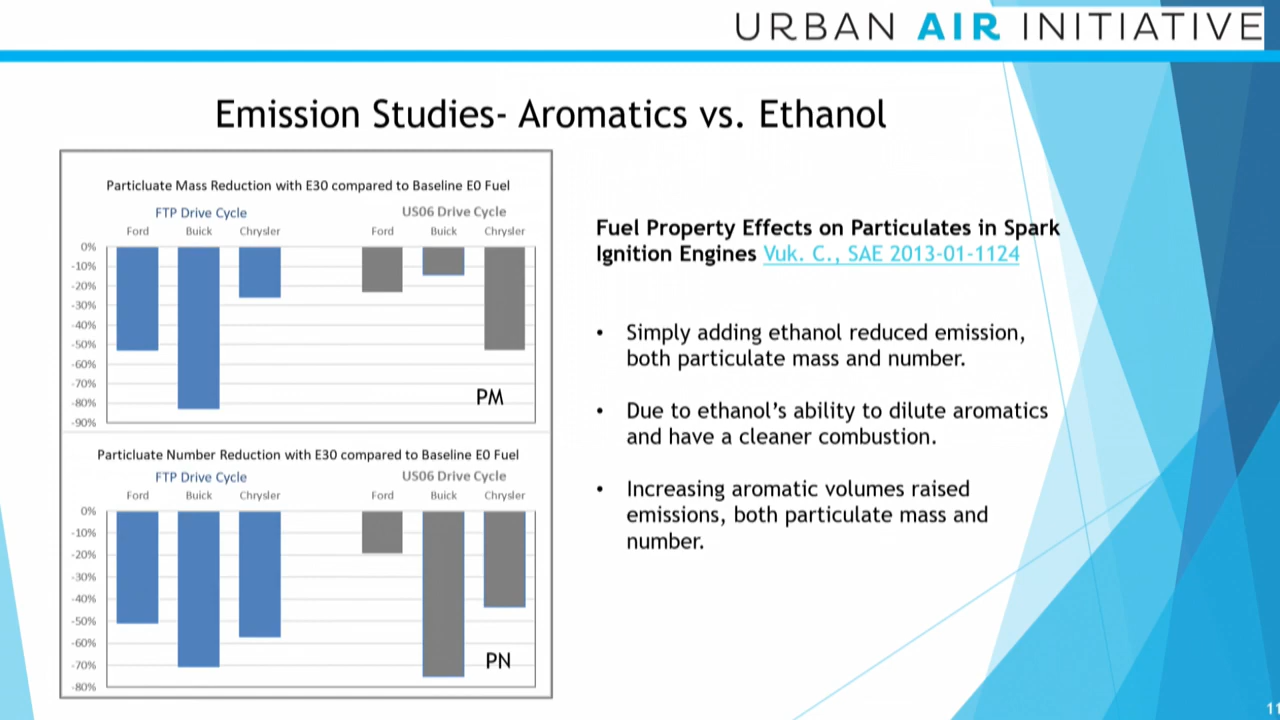 URBAN AIR INITIATIVE
Emission Studies- Aromatics vs. Ethanol
Particluate Mass Reduction with E30 compared to Baseline E0 Fuel
FTP Drive Cycle
US06 Drive Cycle
Ford Buick Chrysler Ford Buick Chrysler
0%
-10%
-20%
-30%
-40%
-50%
-60%
-70%
-80%
-90%
PM
Particluate Number Reduction with E30 compared to Baseline E0 Fuel
FTP Drive Cycle
US06 Drive Cycle
Ford Buick Chrysler Ford Buick Chrysler
0%
-10%
-20%
-30%
-40%
-50%
-60%
-70%
-80%
PN
Fuel Property Effects on Particulates in Spark
Ignition Engines Vuk. C., SAE 2013-01-1124
• Simply adding ethanol reduced emission,
both particulate mass and number.
• Due to ethanol's ability to dilute aromatics
and have a cleaner combustion.
• Increasing aromatic volumes raised
emissions, both particulate mass and
number.